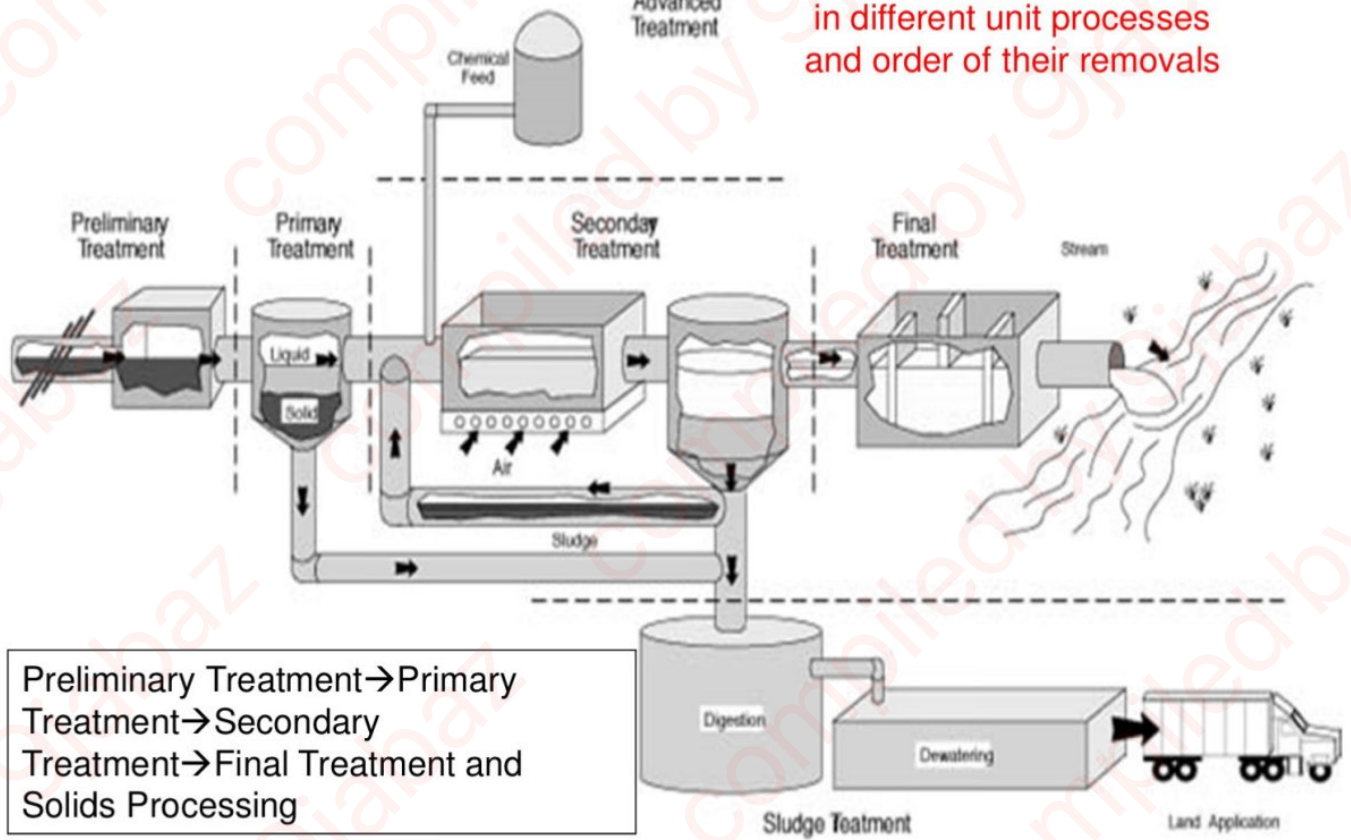 Advanced
Treatment
in different unit processes
and order of their removals
Chemical
Feed
Preliminary
Treatment
Primary
Treatment
Seconday
Treatment
Final
Treatment
Stream
Liquid
Solid
Air
Sludge
Preliminary Treatment→Primary
Treatment→Secondary
Treatment→Final Treatment and
Solids Processing
Digestion
Dewatering
Sludge Teatment
Land Application